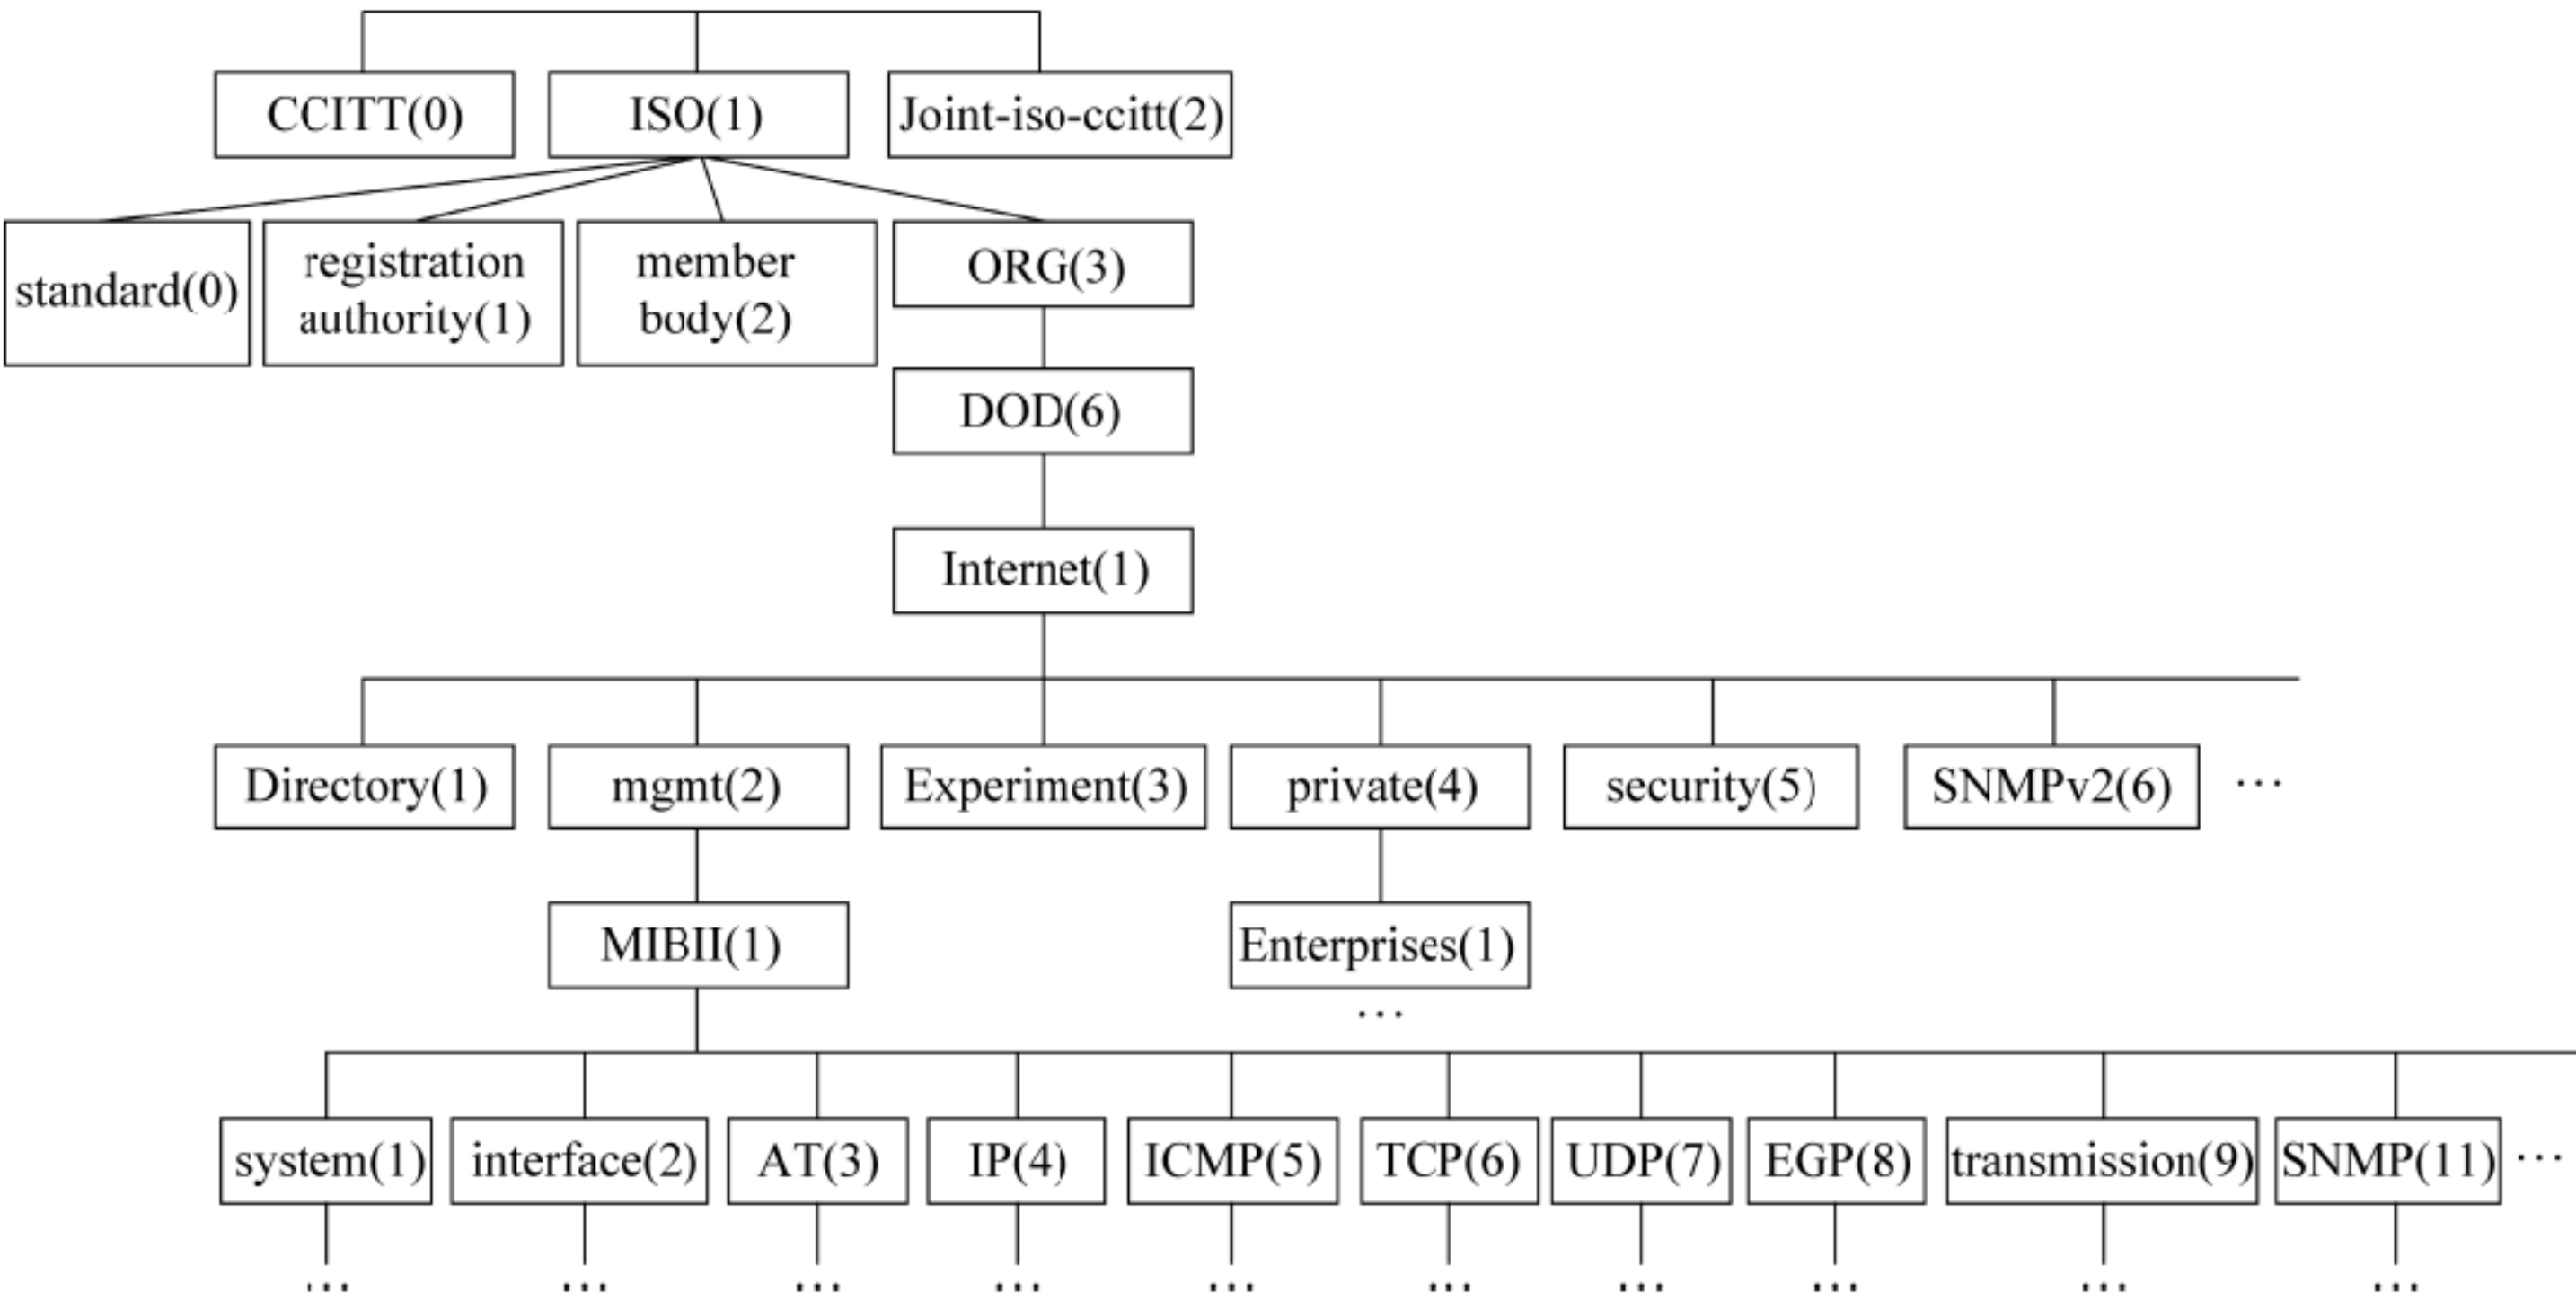 CCITT(0)
ISO(1)
Joint-iso-ccitt(2)
standard(0)
registration
authority(1)
member
body(2)
ORG(3)
DOD(6)
Internet(1)
Directory(1)
mgmt(2)
Experiment(3)
private(4)
security(5)
SNMPv2(6)
…
MIBII(1)
Enterprises(1)
…
system(1)
interface(2)
AT(3)
IP(4)
ICMP(5)
TCP(6)
UDP(7)
EGP(8)
transmission(9)
SNMP(11)
…
…
…
…
…
…
…
…
…
…
…